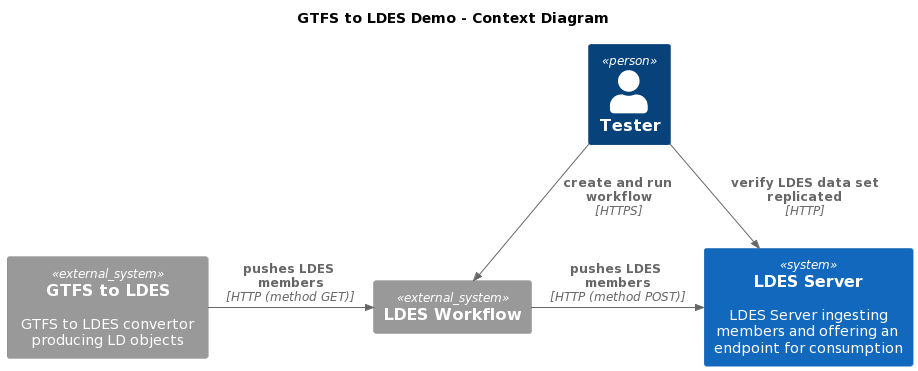 GTFS to LDES Demo - Context Diagram
«person»
Tester
create and run
workflow
[HTTPS]
verify LDES data set
replicated
[HTTP]
«external_system»
GTFS to LDES
GTFS to LDES convertor
producing LD objects
pushes LDES
members
[HTTP (method GET)]
«external_system»
LDES Workflow
pushes LDES
members
[HTTP (method POST)]
«system»
LDES Server
LDES Server ingesting
members and offering an
endpoint for consumption